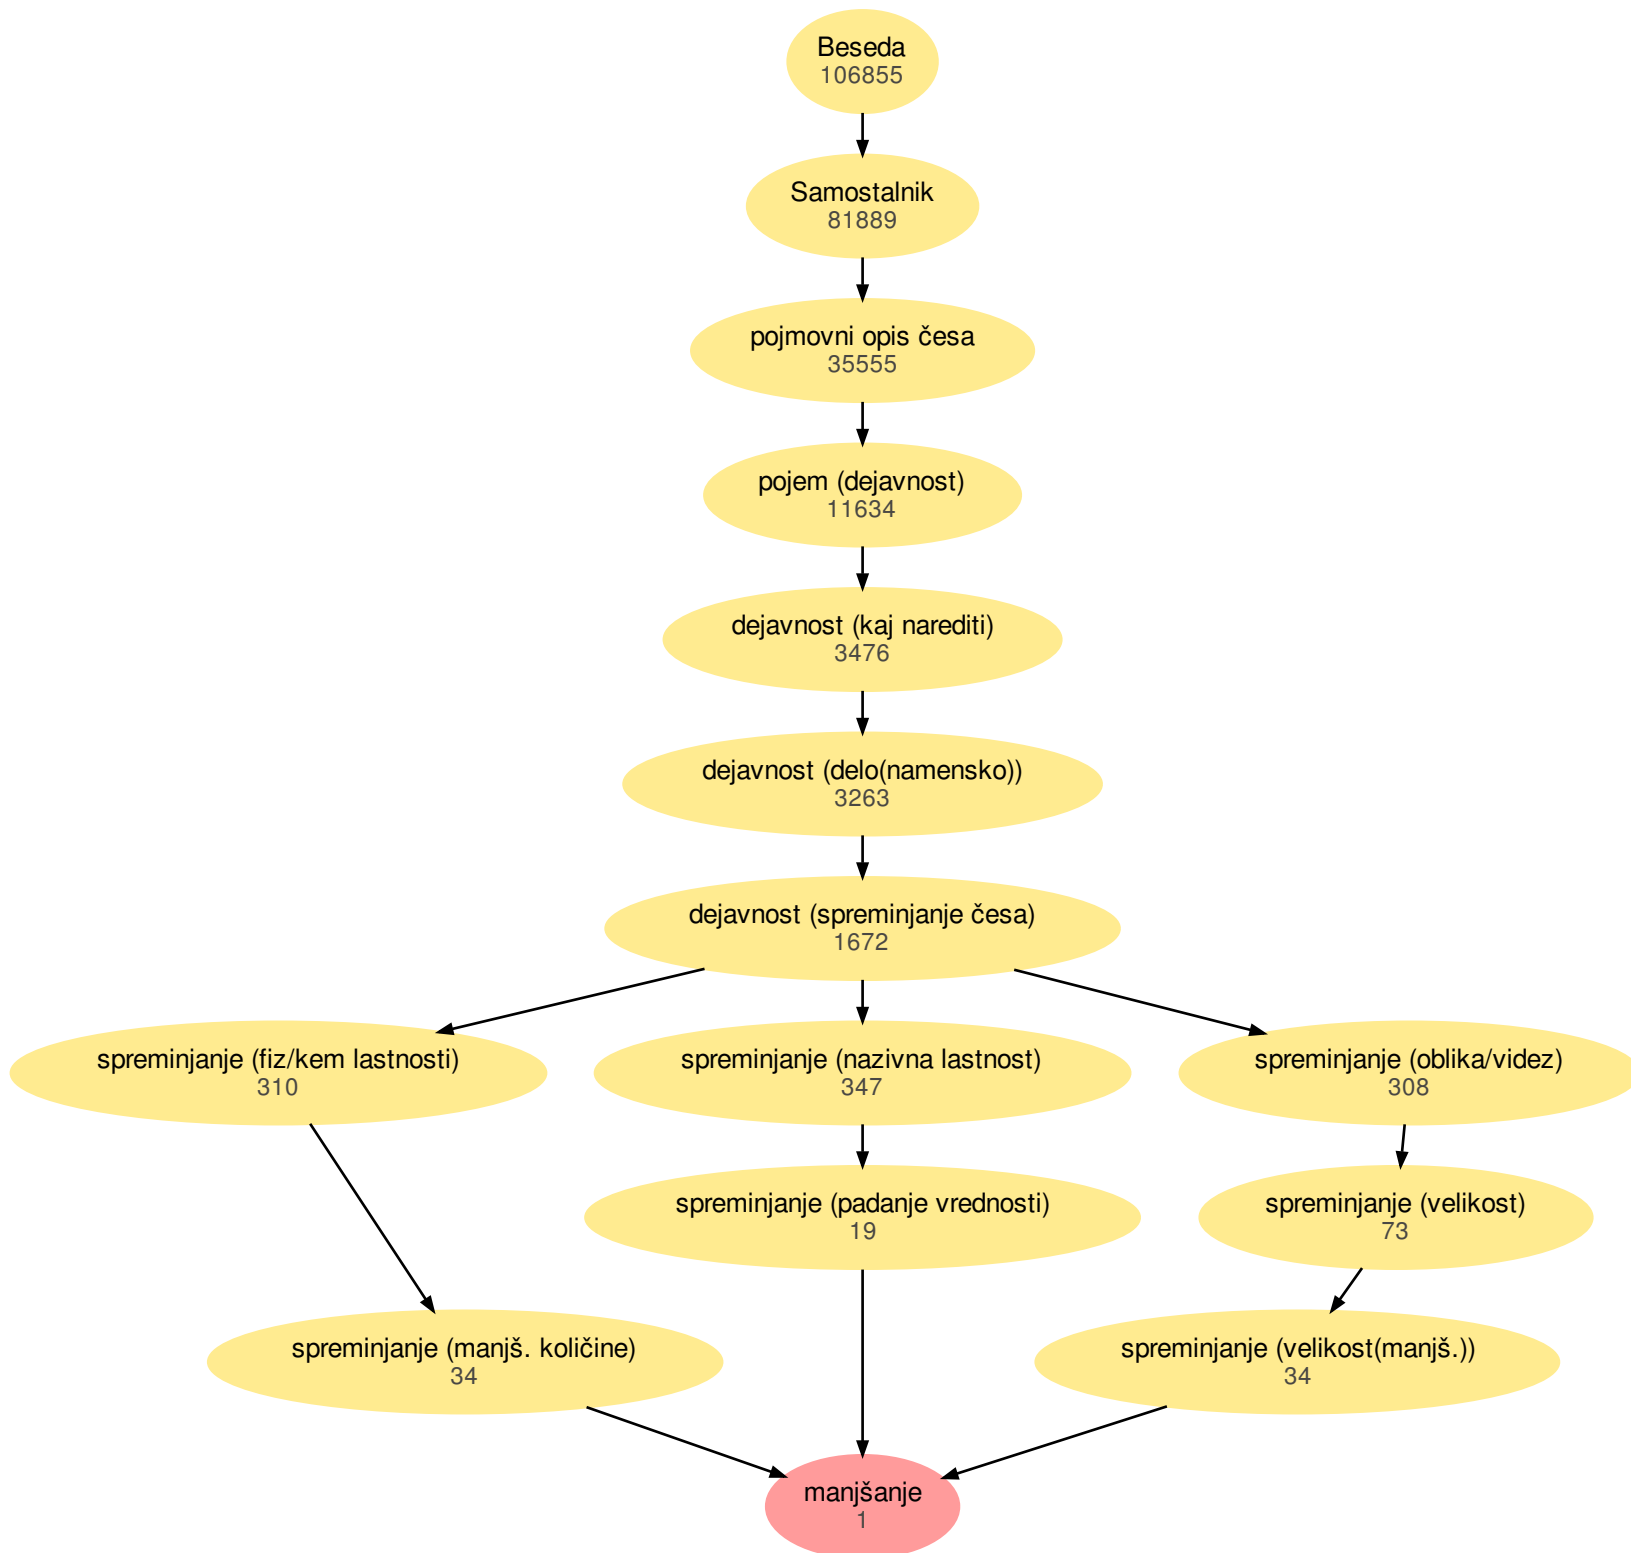 Beseda
106855
Samostalnik
81889
pojmovni opis česa
35555
pojem (dejavnost)
11634
dejavnost (kaj narediti)
3476
dejavnost (delo(namensko))
3263
dejavnost (spreminjanje česa)
1672
spreminjanje (fiz/kem lastnosti)
310
spreminjanje (nazivna lastnost)
347
spreminjanje (oblika/videz)
308
spreminjanje (padanje vrednosti)
19
spreminjanje (velikost)
73
spreminjanje (manjš. količine)
34
spreminjanje (velikost(manjš.))
34
manjšanje
1